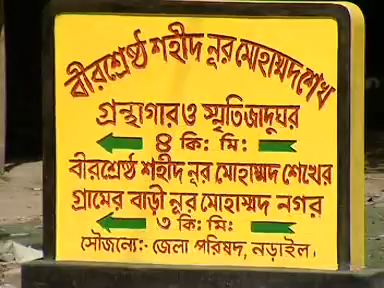 বীরশ্রেষ্ঠ শহীদ নূর মোহাম্মদ শেখ
গ্রন্থাগার ও স্মৃতিজাদুঘর
৪ কি: মি:
বীরশ্রেষ্ঠ শহীদ নূর মোহাম্মদ শেখের
গ্রামের বাড়ী নূর মোহাম্মদ নগর
৩ কি: মি:
সৌজন্যে:- জেলা পরিষদ, নড়াইল।